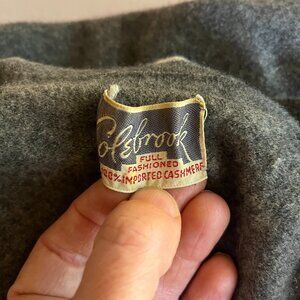 Colsbrook
FULL
FASHIONED
100% IMPORTED CASHMERE